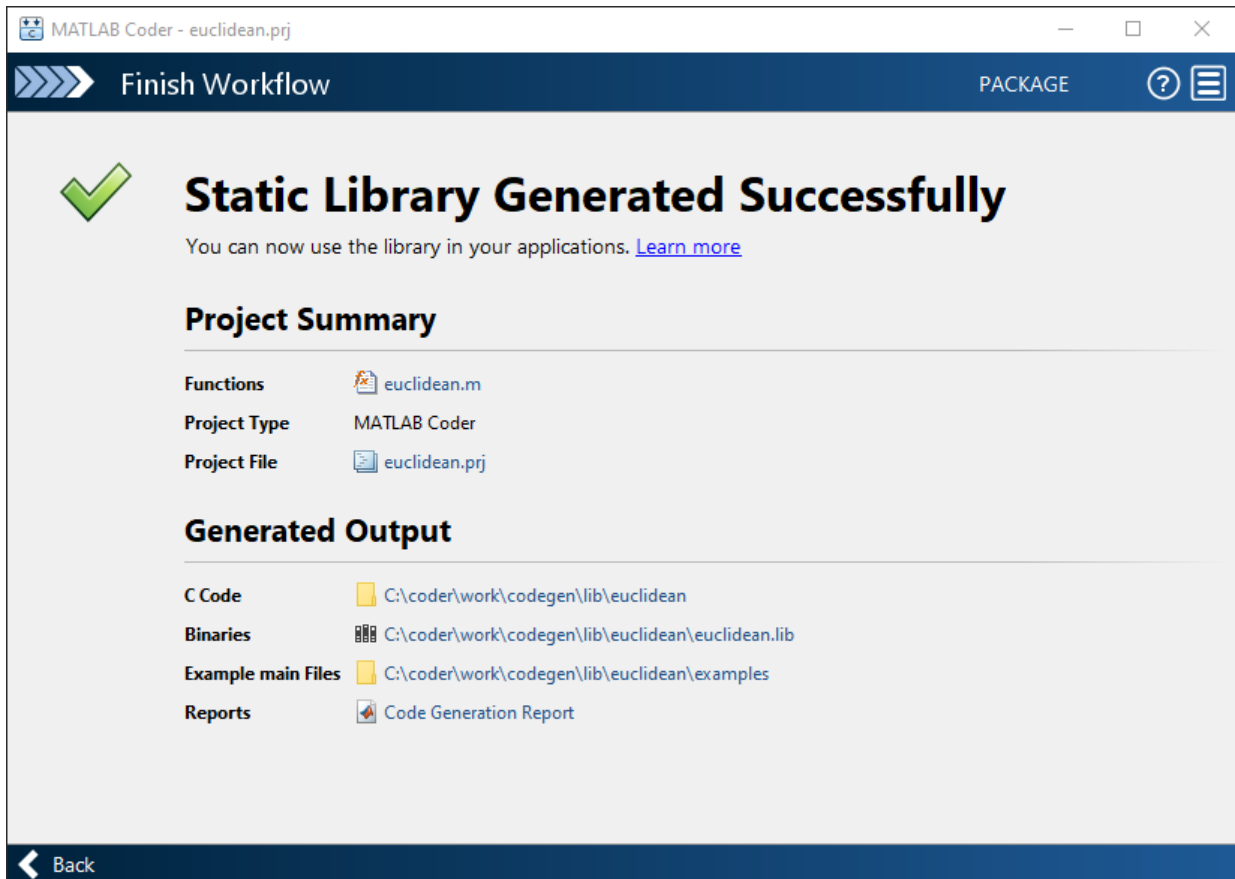 MATLAB Coder - euclidean.prj
Finish Workflow PACKAGE
Static Library Generated Successfully
You can now use the library in your applications. Learn more
Project Summary
Functions euclidean.m
Project Type MATLAB Coder
Project File euclidean.prj
Generated Output
C Code C:\coder\work\codegen\lib\euclidean
Binaries C:\coder\work\codegen\lib\euclidean\euclidean.lib
Example main Files C:\coder\work\codegen\lib\euclidean\examples
Reports Code Generation Report
Back